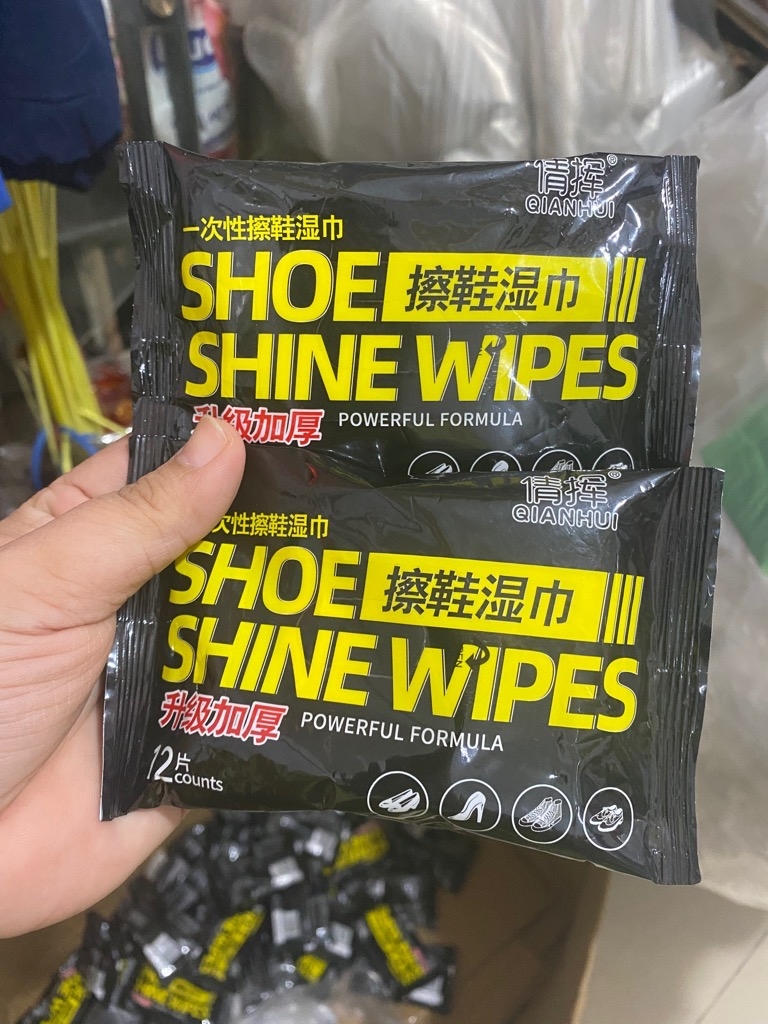 倩挥®
QIANHUI
一次性擦鞋湿巾
SHOE 擦鞋湿巾
SHINE WIPES
升级加厚 POWERFUL FORMULA
倩挥®
QIANHUI
次性擦鞋湿巾
SHOE 擦鞋湿巾
SHINE WIPES
升级加厚 POWERFUL FORMULA
12片
counts